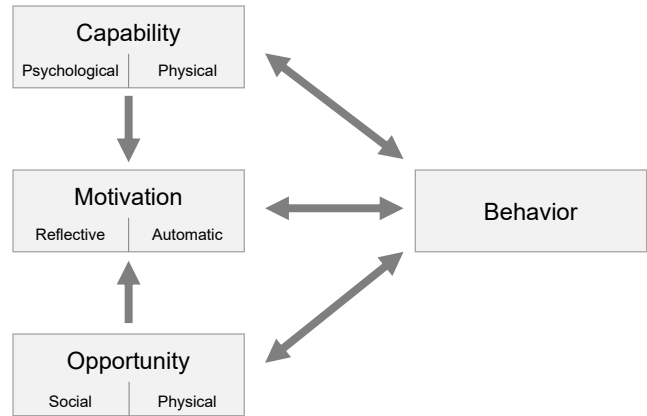 Capability
Psychological Physical
Motivation
Reflective Automatic
Behavior
Opportunity
Social Physical